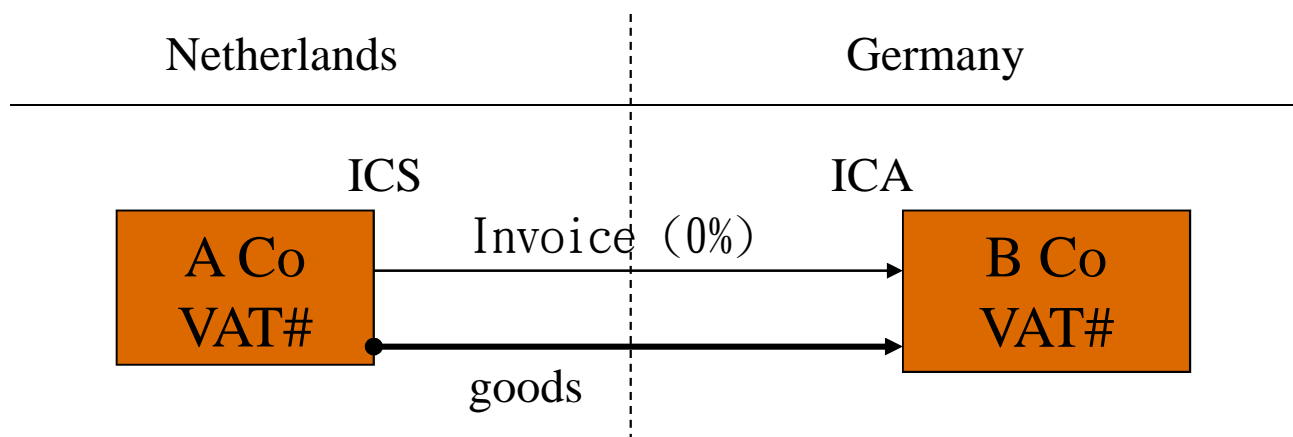 Netherlands
Germany
ICS
ICA
Invoice (0%)
A Co
VAT#
B Co
VAT#
goods